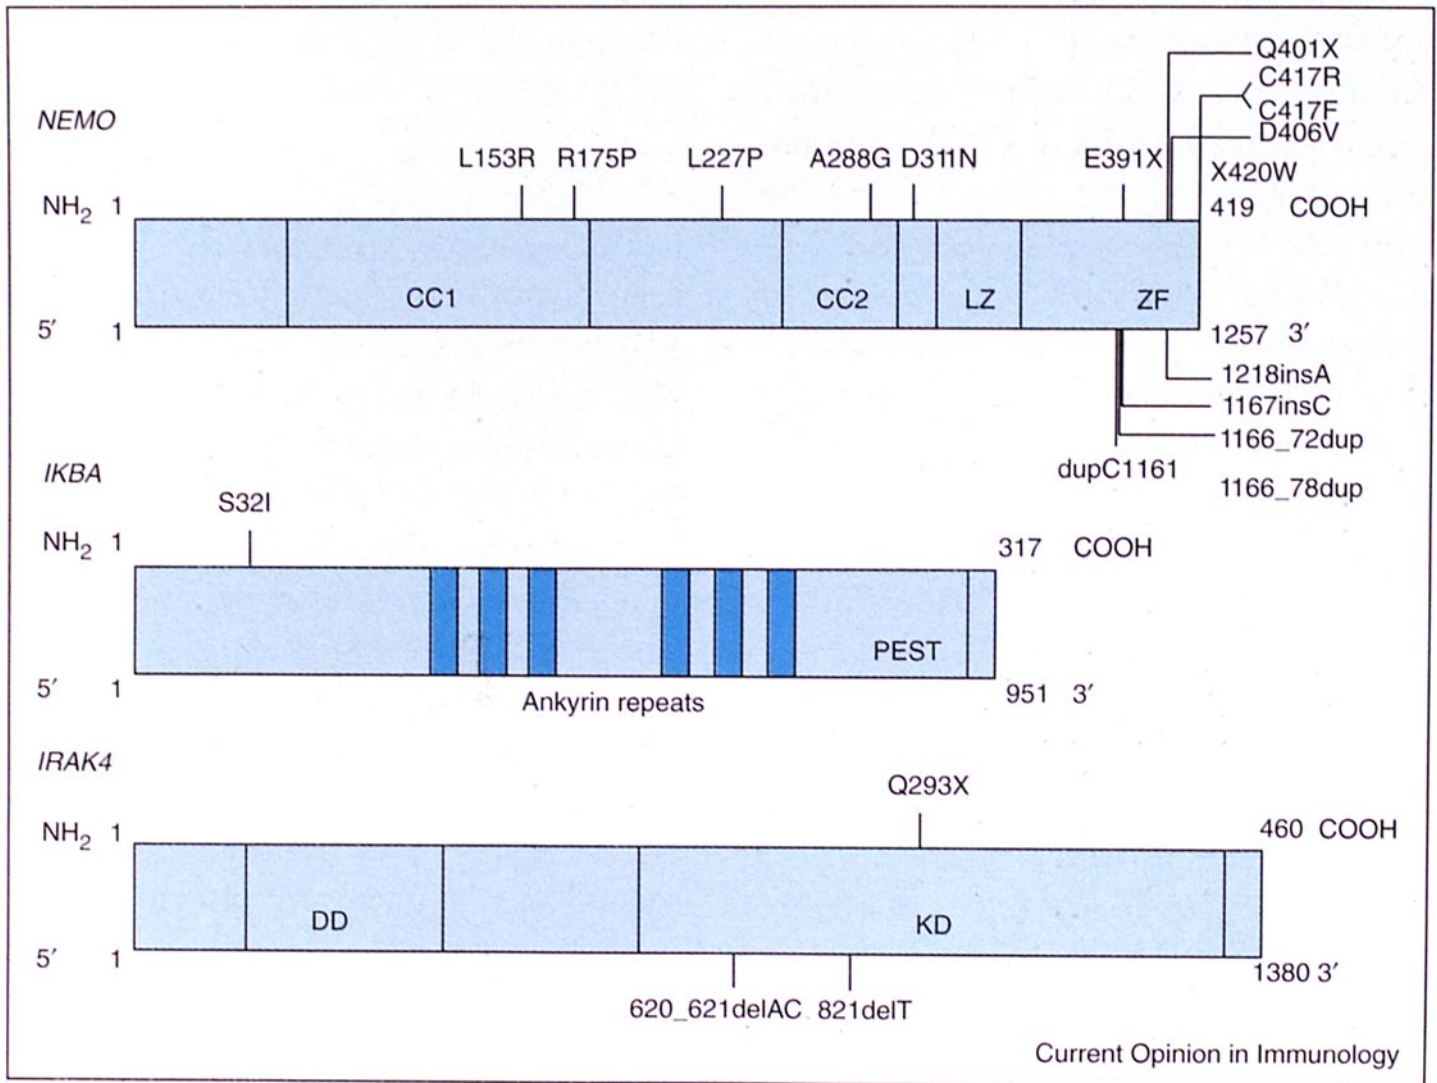 Q401X
C417R
NEMO
C417F
D406V
L153R R175P L227P A288G D311N E391X
X420W
NH2 1 419 COOH
CC1 CC2 LZ ZF
5′ 1 1257 3′
1218insA
1167insC
1166_72dup
dupC1161
IKBA
1166_78dup
S32I
NH2 1 317 COOH
PEST
5′ 1 951 3′
Ankyrin repeats
IRAK4
Q293X
NH2 1 460 COOH
DD KD
5′ 1 1380 3′
620_621delAC 821delT
Current Opinion in Immunology